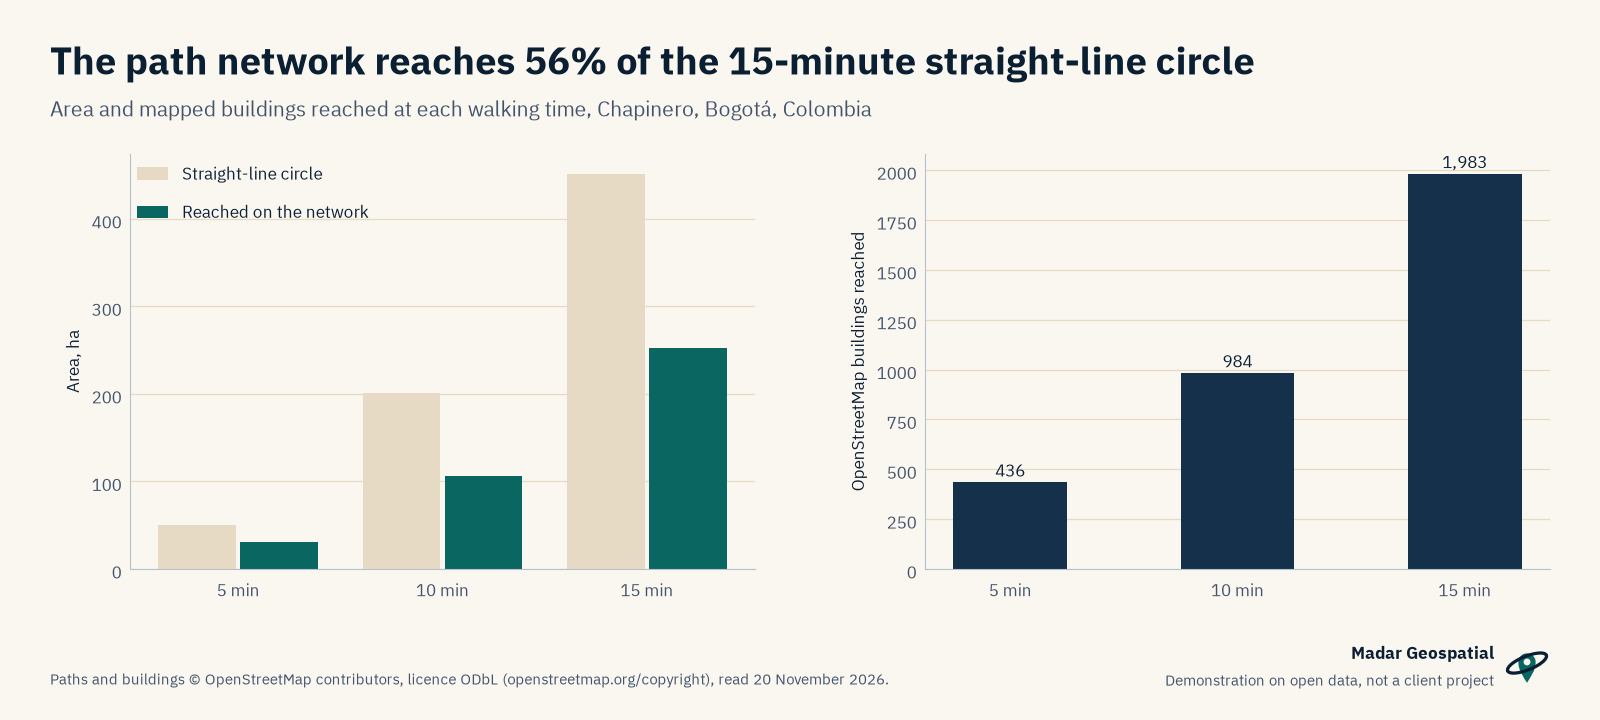 The path network reaches 56% of the 15-minute straight-line circle
Area and mapped buildings reached at each walking time, Chapinero, Bogotá, Colombia
Straight-line circle
Reached on the network
Area, ha
400
300
200
100
0
5 min
10 min
15 min
OpenStreetMap buildings reached
2000
1750
1500
1250
1000
750
500
250
0
436
984
1,983
5 min
10 min
15 min
Madar Geospatial
Paths and buildings © OpenStreetMap contributors, licence ODbL (openstreetmap.org/copyright), read 20 November 2026.
Demonstration on open data, not a client project